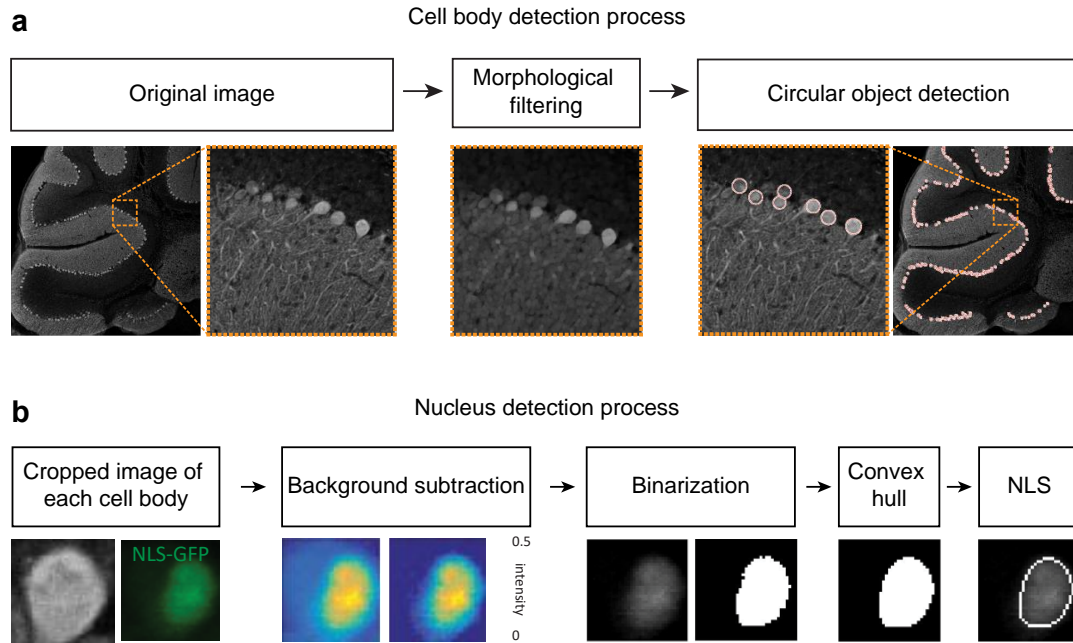 a
Cell body detection process
Original image
Morphological
filtering
Circular object detection
b
Nucleus detection process
Cropped image of
each cell body
Background subtraction
Binarization
Convex
hull
NLS
NLS-GFP
0.5
intensity
0